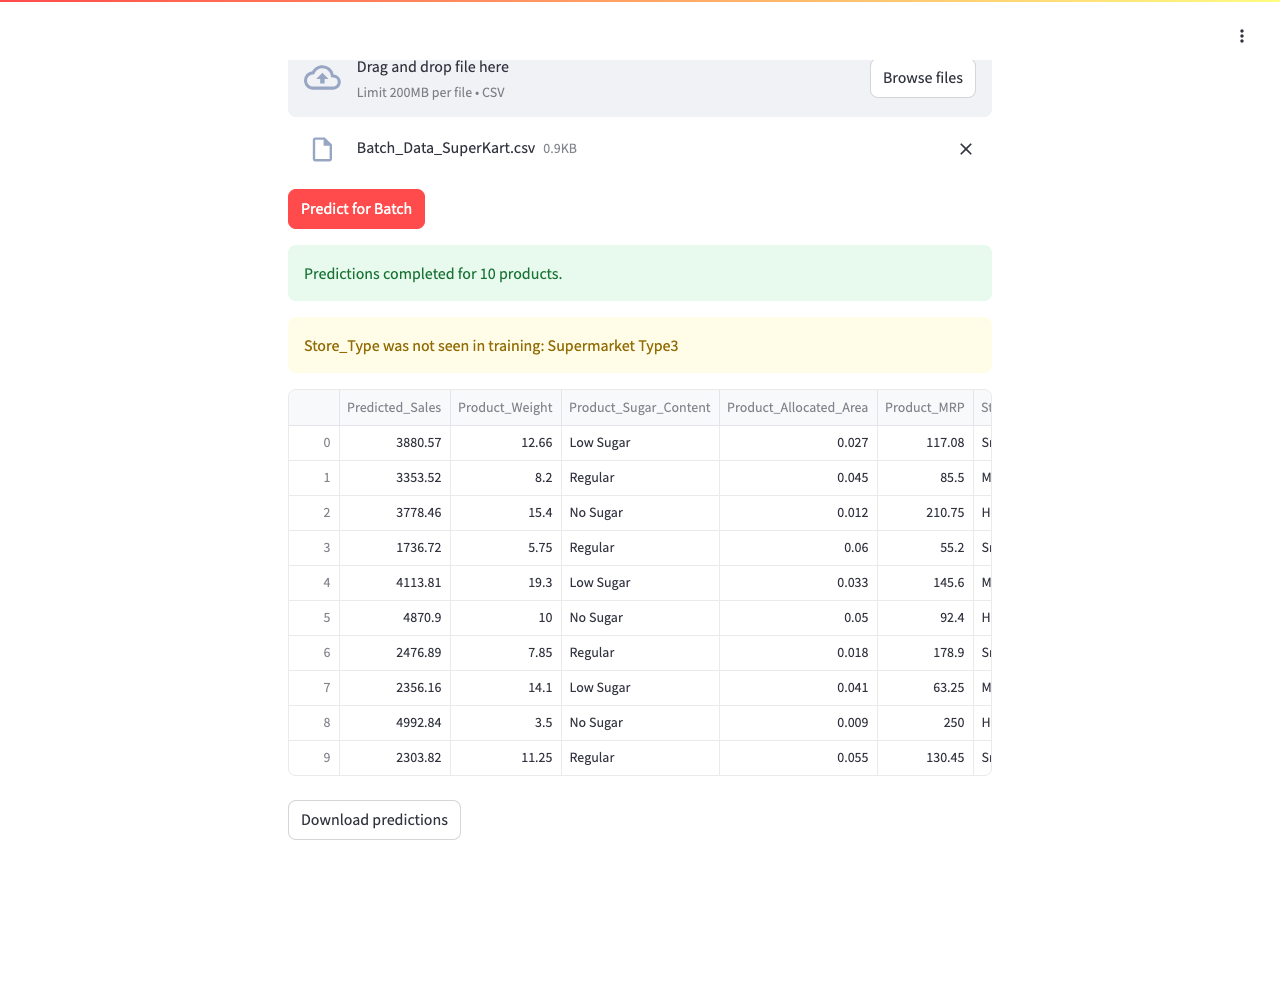 Drag and drop file here
Limit 200MB per file • CSV
Browse files
Batch_Data_SuperKart.csv 0.9KB
Predict for Batch
Predictions completed for 10 products.
Store_Type was not seen in training: Supermarket Type3
Predicted_Sales Product_Weight Product_Sugar_Content Product_Allocated_Area Product_MRP St
0 3880.57 12.66 Low Sugar 0.027 117.08
1 3353.52 8.2 Regular 0.045 85.5 M
2 3778.46 15.4 No Sugar 0.012 210.75 H
3 1736.72 5.75 Regular 0.06 55.2
4 4113.81 19.3 Low Sugar 0.033 145.6 M
5 4870.9 10 No Sugar 0.05 92.4 H
6 2476.89 7.85 Regular 0.018 178.9
7 2356.16 14.1 Low Sugar 0.041 63.25 M
8 4992.84 3.5 No Sugar 0.009 250 H
9 2303.82 11.25 Regular 0.055 130.45
Download predictions